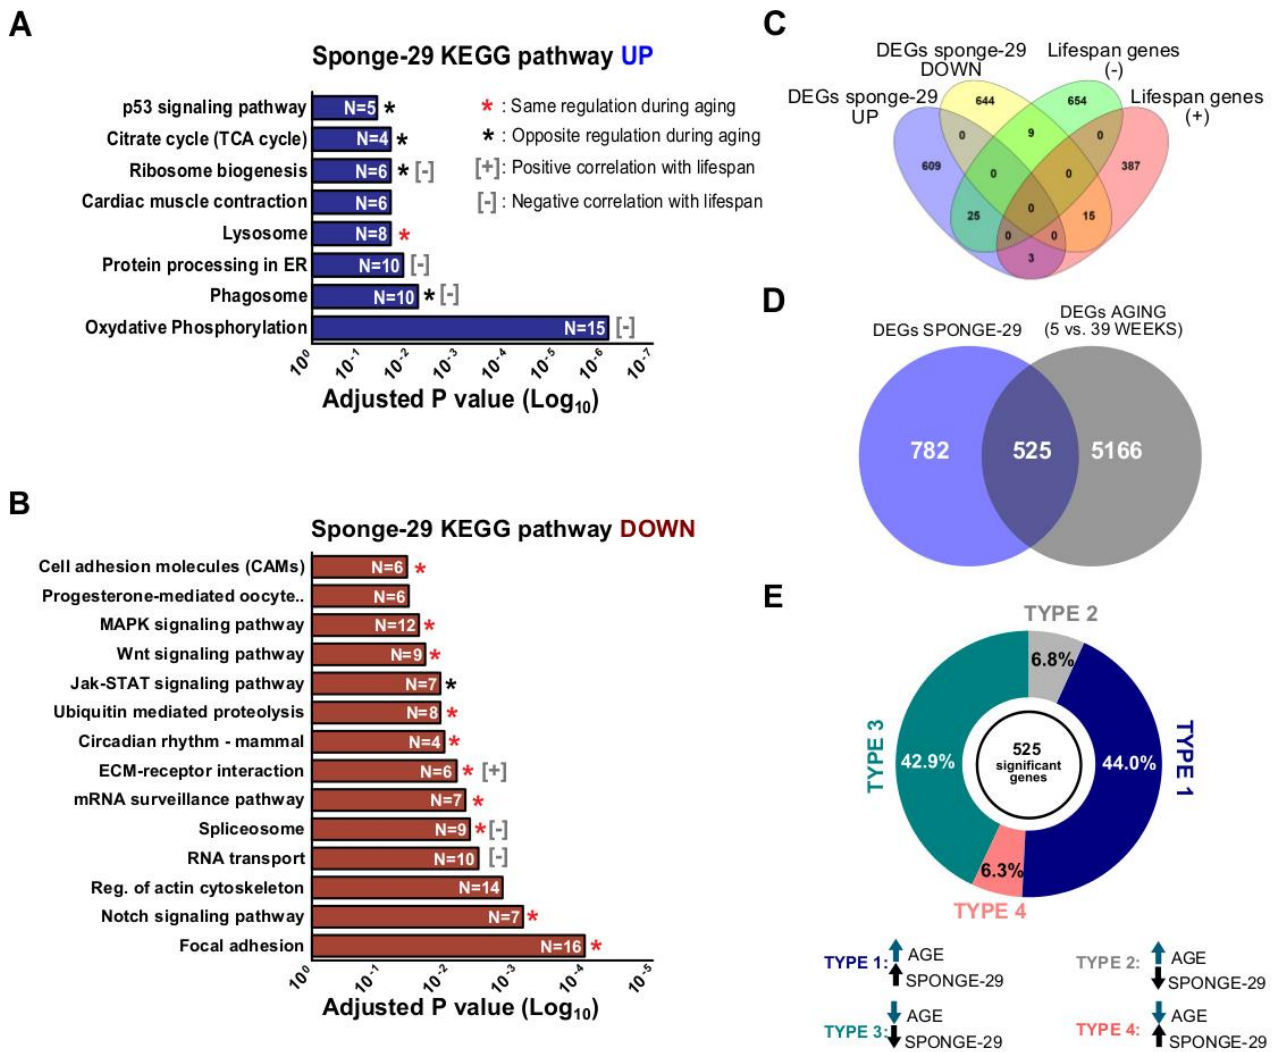 A
Sponge-29 KEGG pathway UP
p53 signaling pathway N=5 *
Citrate cycle (TCA cycle) N=4 *
Ribosome biogenesis N=6 * [-]
Cardiac muscle contraction N=6
Lysosome N=8 *
Protein processing in ER N=10 [-]
Phagosome N=10 * [-]
Oxydative Phosphorylation N=15 [-]
* : Same regulation during aging
* : Opposite regulation during aging
[+] : Positive correlation with lifespan
[-] : Negative correlation with lifespan
10⁰ 10⁻¹ 10⁻² 10⁻³ 10⁻⁴ 10⁻⁵ 10⁻⁶ 10⁻⁷
Adjusted P value (Log₁₀)
B
Sponge-29 KEGG pathway DOWN
Cell adhesion molecules (CAMs) N=6 *
Progesterone-mediated oocyte.. N=6
MAPK signaling pathway N=12 *
Wnt signaling pathway N=9 *
Jak-STAT signaling pathway N=7 *
Ubiquitin mediated proteolysis N=8 *
Circadian rhythm - mammal N=4 *
ECM-receptor interaction N=6 * [+]
mRNA surveillance pathway N=7 *
Spliceosome N=9 * [-]
RNA transport N=10 [-]
Reg. of actin cytoskeleton N=14
Notch signaling pathway N=7 *
Focal adhesion N=16 *
10⁰ 10⁻¹ 10⁻² 10⁻³ 10⁻⁴ 10⁻⁵
Adjusted P value (Log₁₀)
C
DEGs sponge-29
DOWN
Lifespan genes
(-)
DEGs sponge-29
UP
Lifespan genes
(+)
644 654
0 9 0
609 387
0 0
25 0 15
0 0
3
D
DEGs SPONGE-29
DEGs AGING
(5 vs. 39 WEEKS)
782 525 5166
E
TYPE 2
6.8%
TYPE 3
42.9%
525
significant
genes
44.0%
TYPE 1
6.3%
TYPE 4
TYPE 1: AGE
SPONGE-29
TYPE 2: AGE
SPONGE-29
TYPE 3: AGE
SPONGE-29
TYPE 4: AGE
SPONGE-29